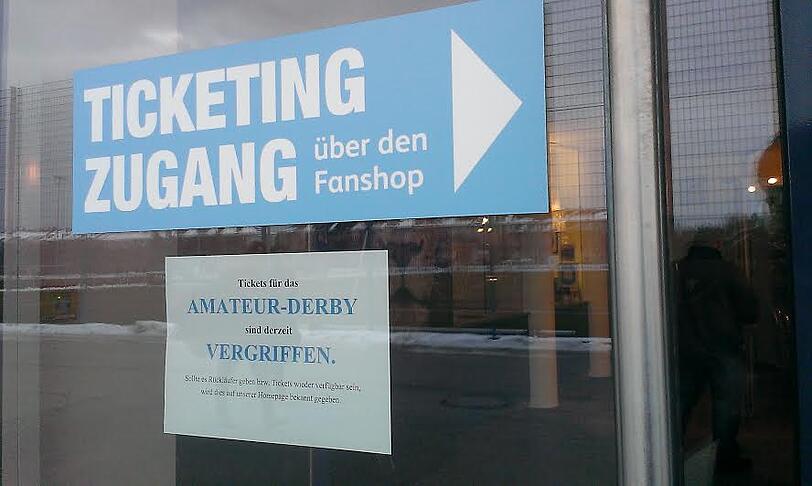 TICKETING
ZUGANG über den
Fanshop
Tickets für das
AMATEUR-DERBY
sind derzeit
VERGRIFFEN.
Sollte es Rückläufer geben bzw. Tickets wieder verfügbar sein,
wird dies auf unserer Homepage bekannt gegeben.